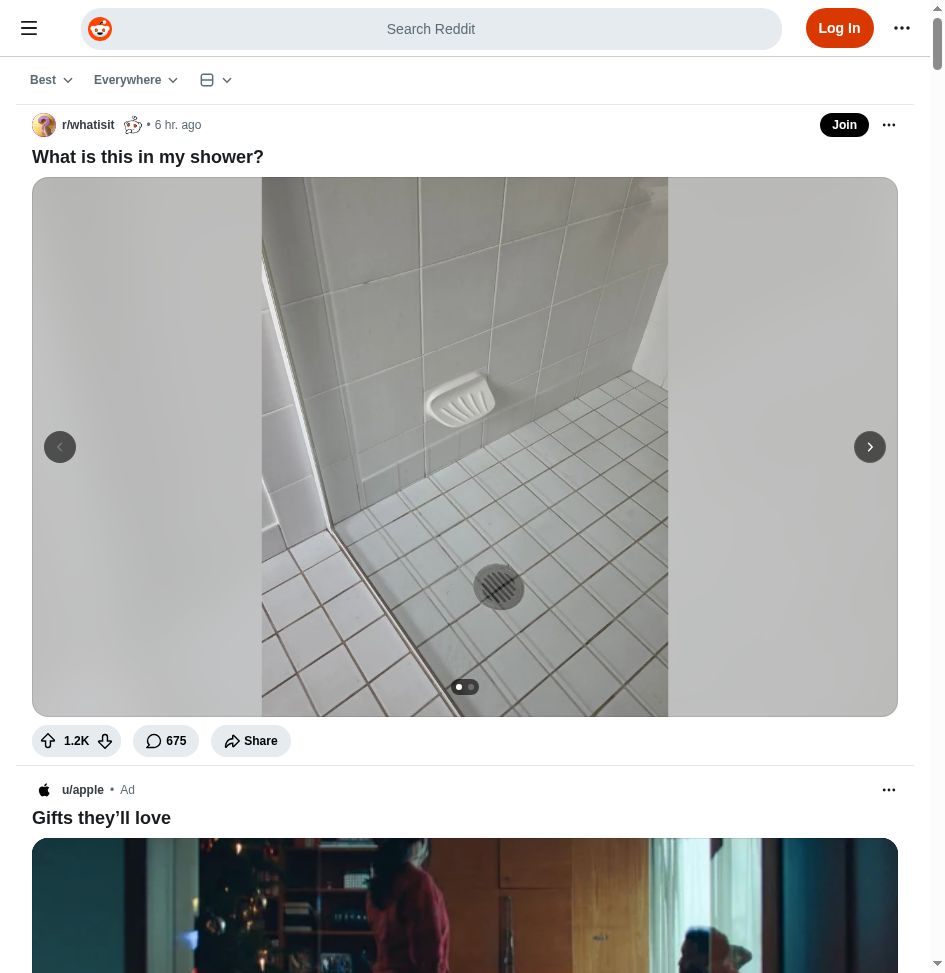 Search Reddit
Log In
Best
Everywhere
r/whatisit • 6 hr. ago
Join
What is this in my shower?
1.2K
675
Share
u/apple • Ad
Gifts they’ll love